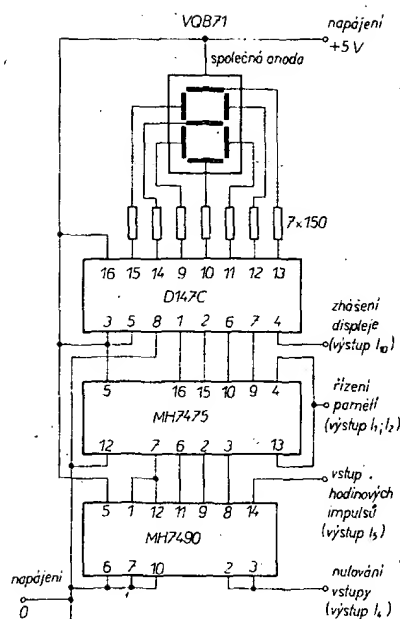 VQB71
napájení
+5 V
společná anoda
7×150
16 15 14 9 10 11 12 13
D147C
3 5 8 1 2 6 7 4
zhášení
displeje
(výstup I10)
5 16 15 10 9 4
MH7475
12 7 6 2 3 13
řízení
pamětí
(výstup I1; I2)
vstup
hodinových
impulsů
(výstup I5)
5 1 12 11 9 8 14
MH7490
6 7 10 2 3
napájení
0
nulování
vstupy
(výstup I4)